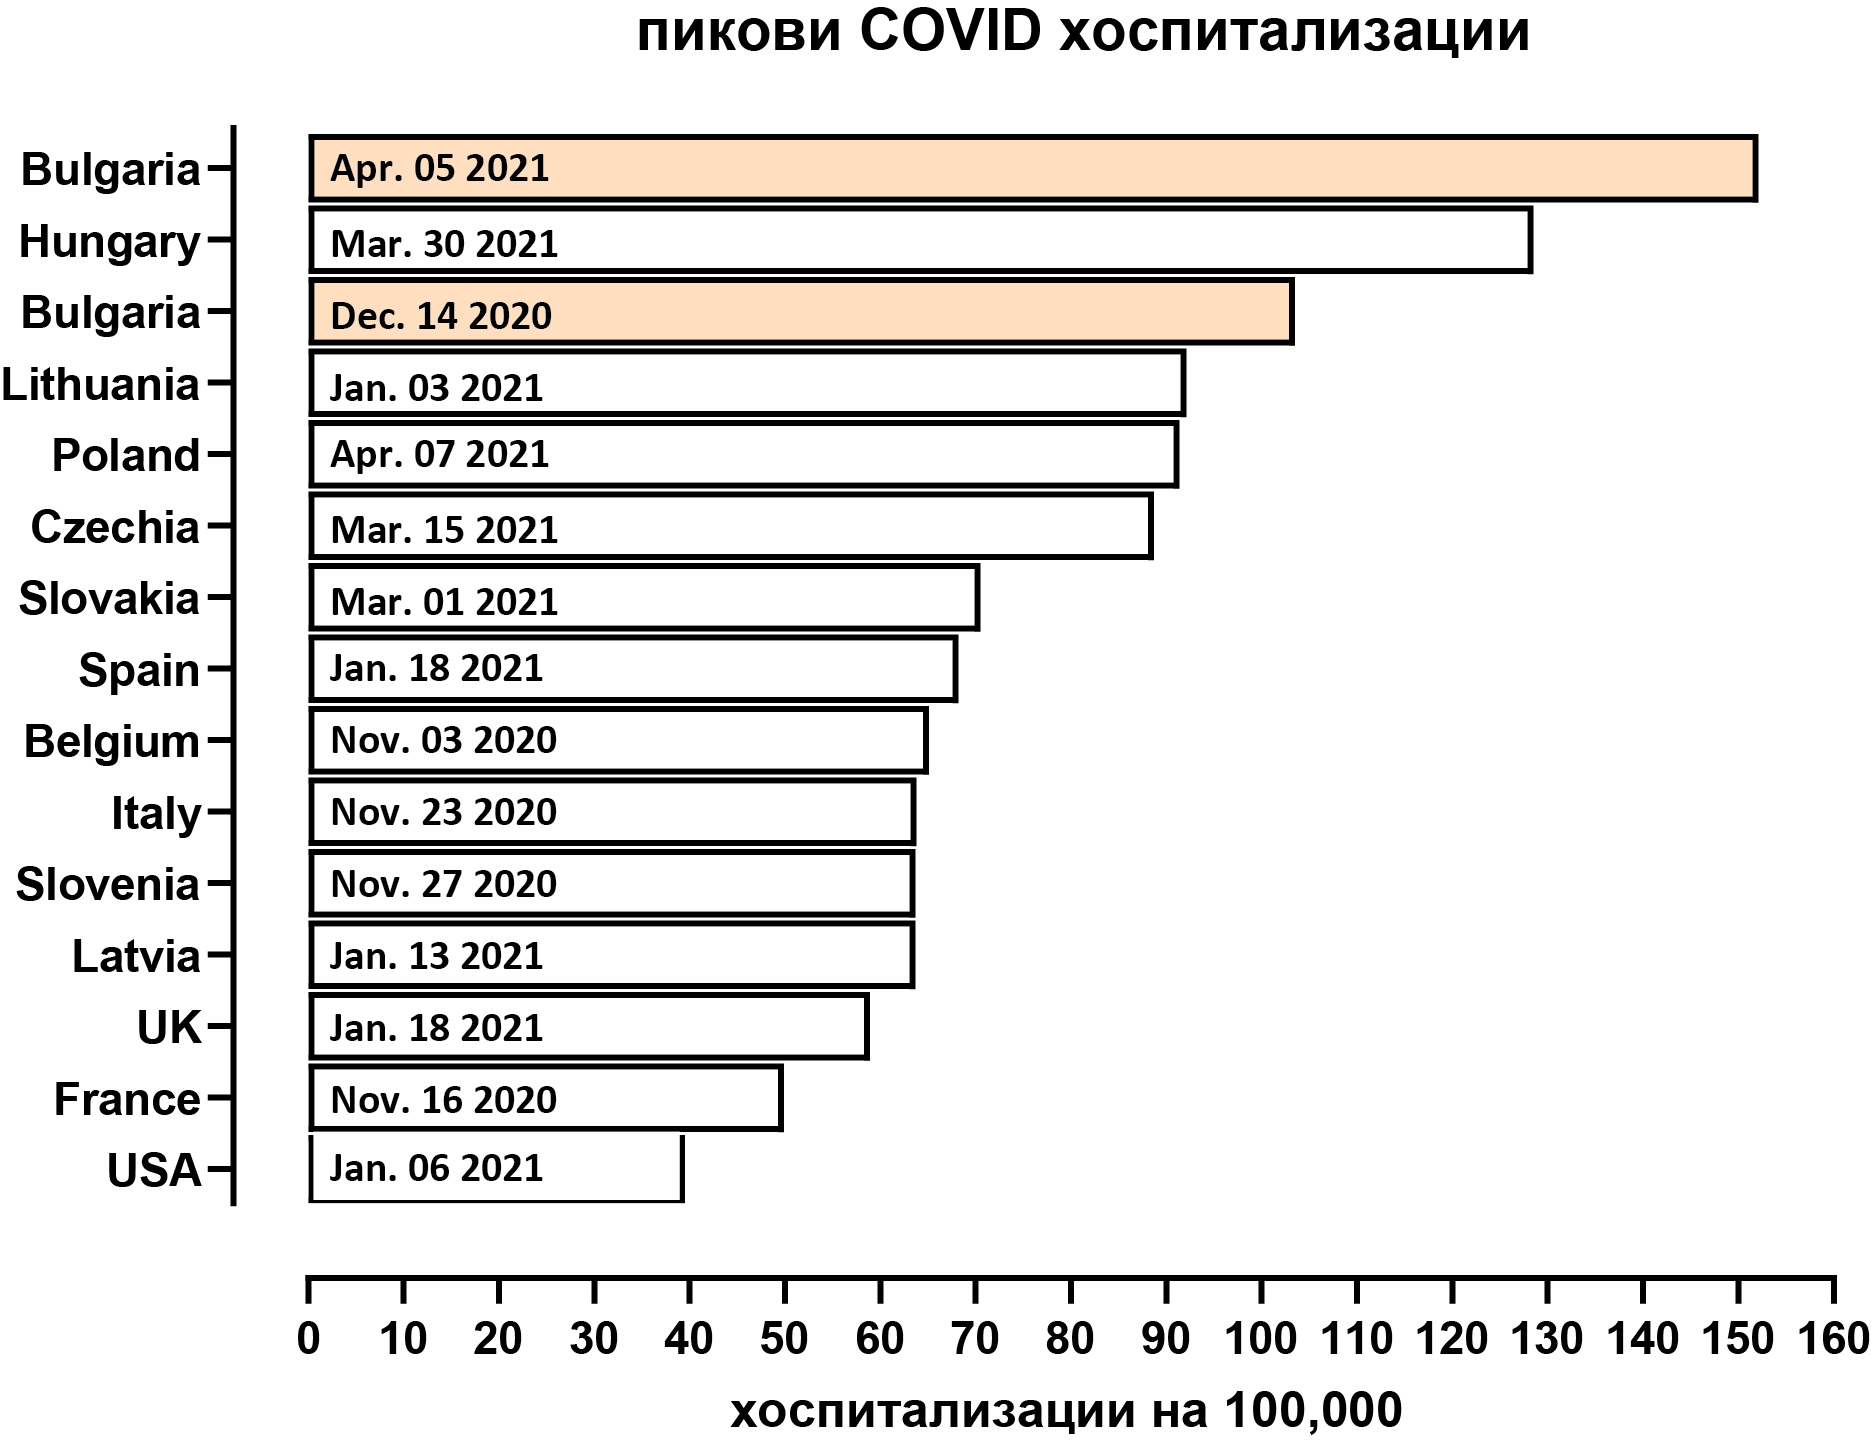 пикови COVID хоспитализации
Bulgaria Apr. 05 2021
Hungary Mar. 30 2021
Bulgaria Dec. 14 2020
Lithuania Jan. 03 2021
Poland Apr. 07 2021
Czechia Mar. 15 2021
Slovakia Mar. 01 2021
Spain Jan. 18 2021
Belgium Nov. 03 2020
Italy Nov. 23 2020
Slovenia Nov. 27 2020
Latvia Jan. 13 2021
UK Jan. 18 2021
France Nov. 16 2020
USA Jan. 06 2021
0 10 20 30 40 50 60 70 80 90 100 110 120 130 140 150 160
хоспитализации на 100,000